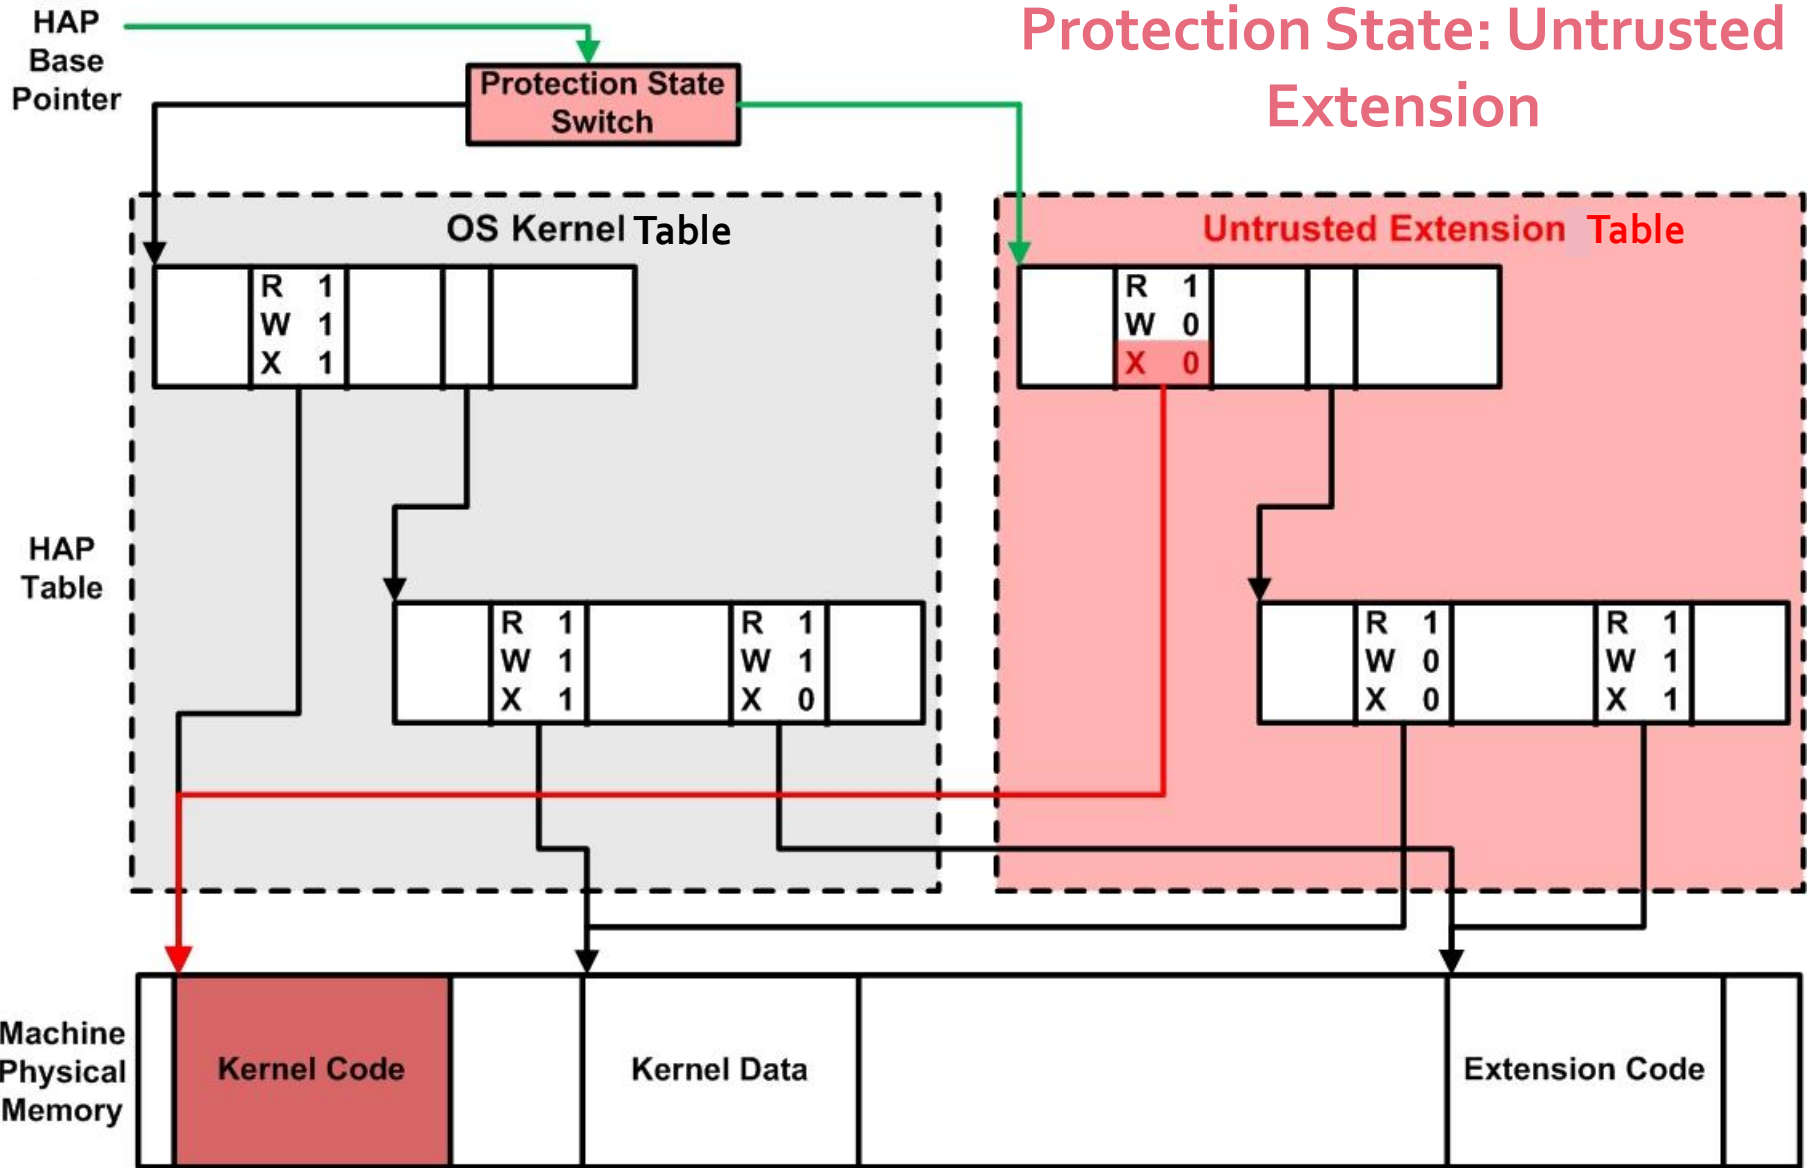 Protection State: Untrusted
Extension
HAP
Base
Pointer
Protection State
Switch
OS Kernel Table
Untrusted Extension Table
R 1
W 1
X 1
R 1
W 0
X 0
HAP
Table
R 1
W 1
X 1
R 1
W 1
X 0
R 1
W 0
X 0
R 1
W 1
X 1
Machine
Physical
Memory
Kernel Code
Kernel Data
Extension Code